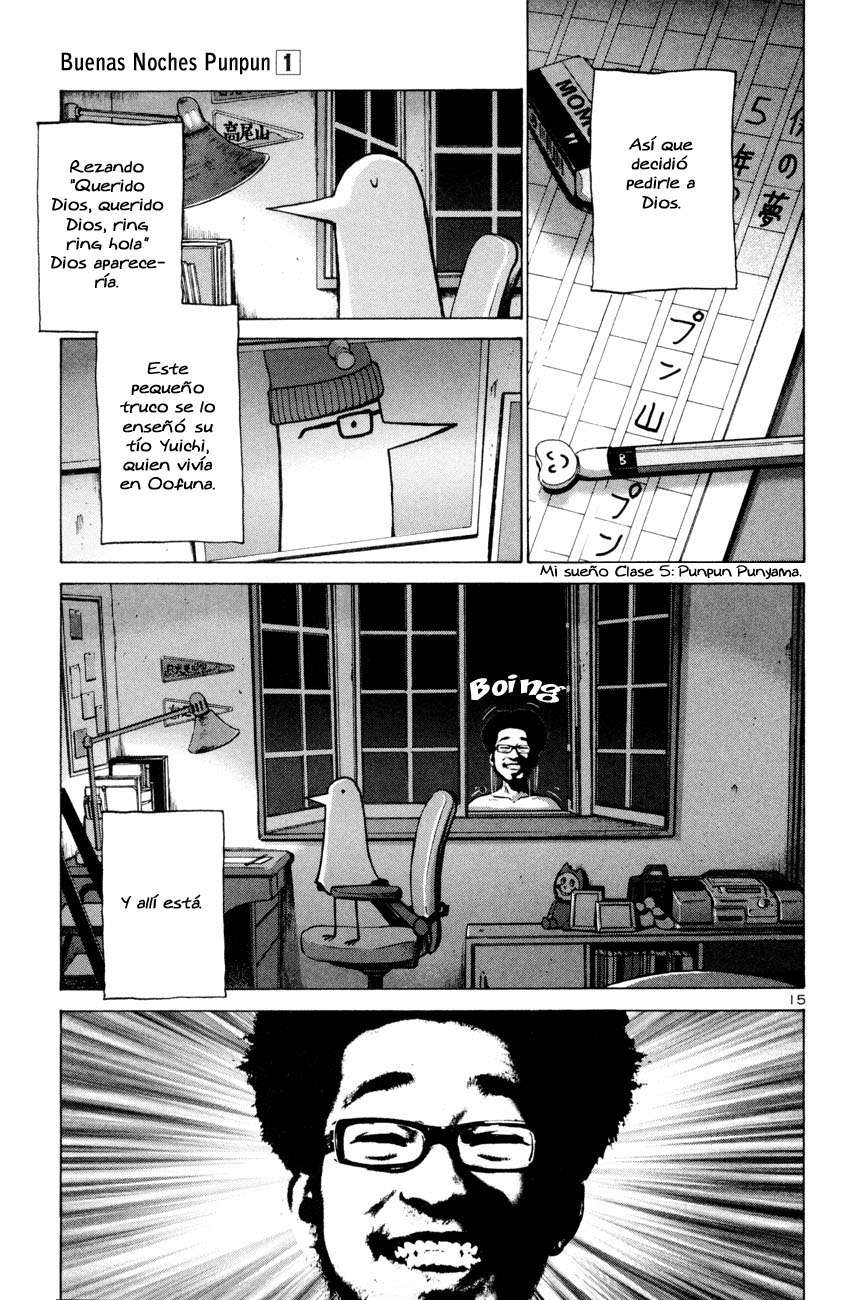 Buenas Noches Punpun 1
Así que
decidió
pedirle a
Dios.
MOMO
の
5年
の夢
プン山プン
B
Mi sueño Clase 5: Punpun Punyama.
高尾山
Rezando
"Querido
Dios, querido
Dios, ring
ring hola"
Dios aparece-
ría.
Este
pequeño
truco se lo
enseñó su
tío Yuichi,
quien vivía
en Oofuna.
Boing
Y allí está.
15